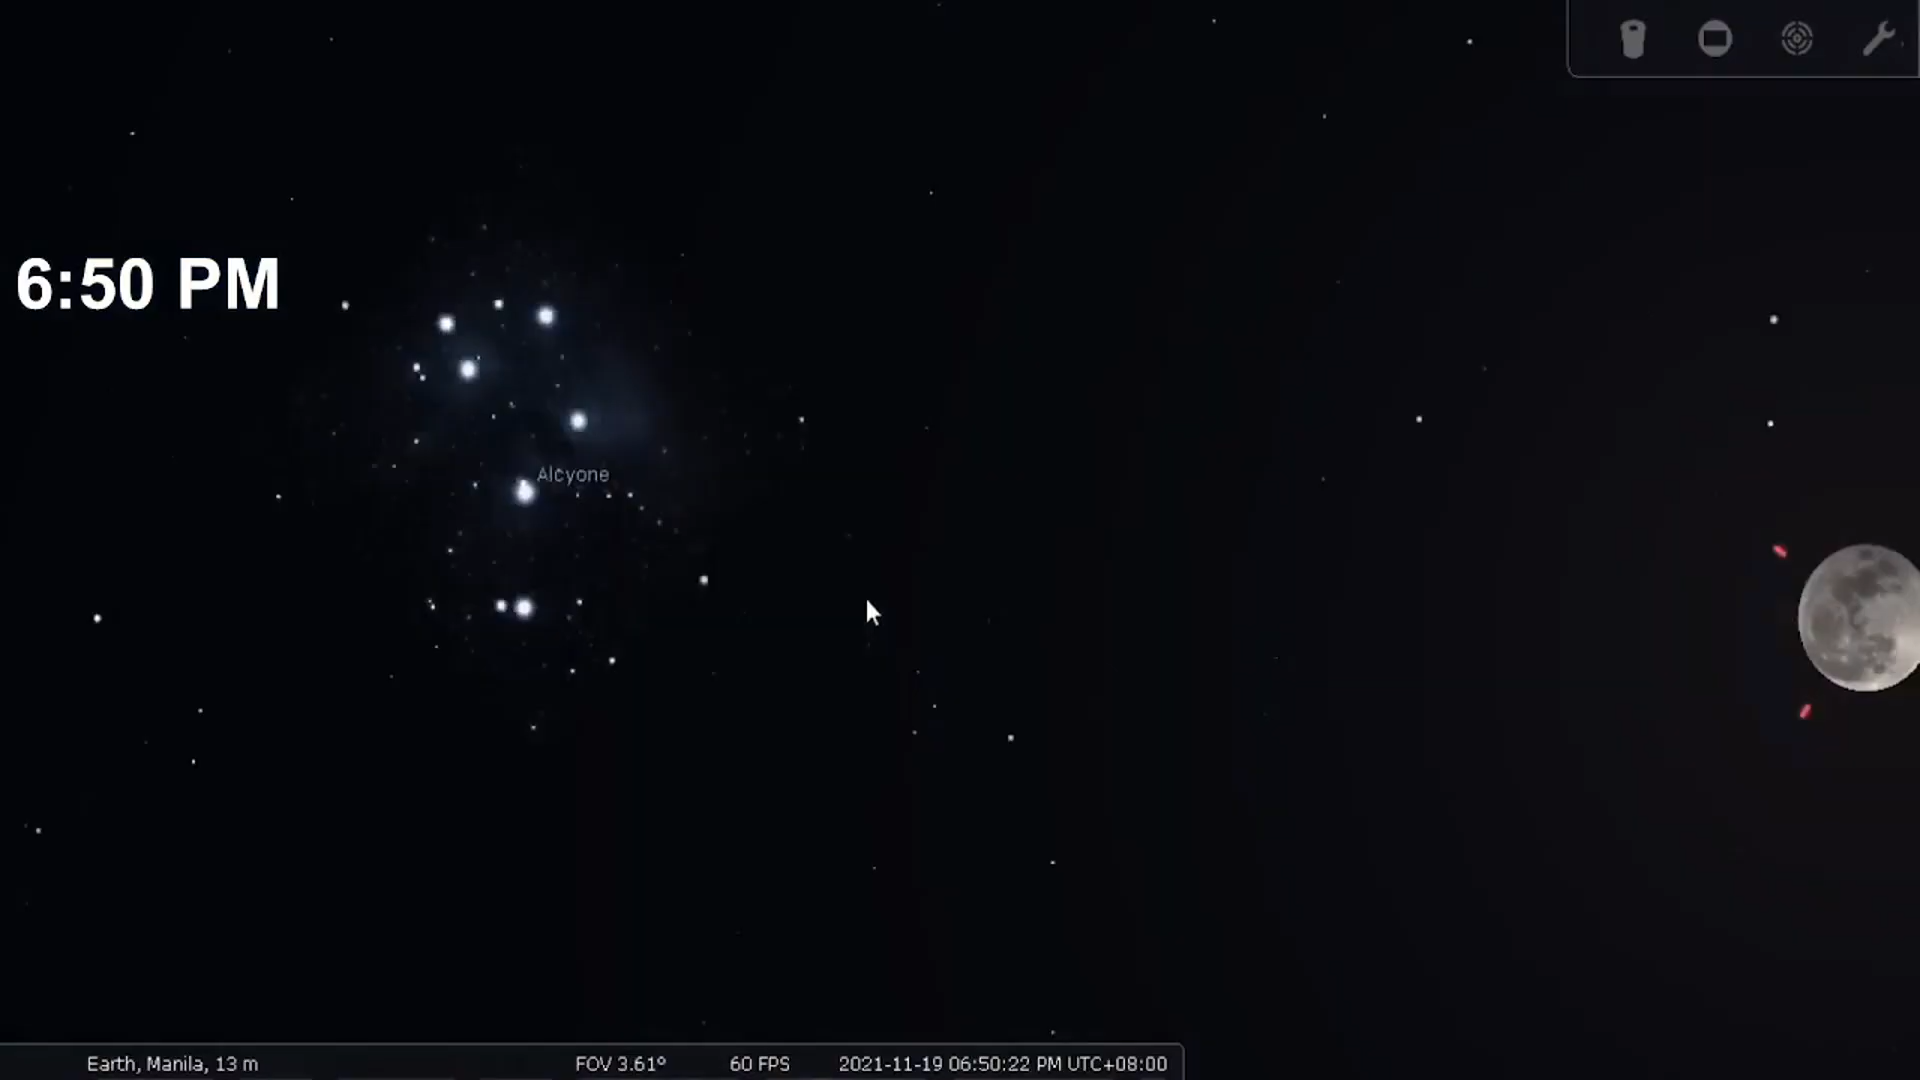 6:50 PM
Alcyone
Earth, Manila, 13 m FOV 3.61° 60 FPS 2021-11-19 06:50:22 PM UTC+08:00